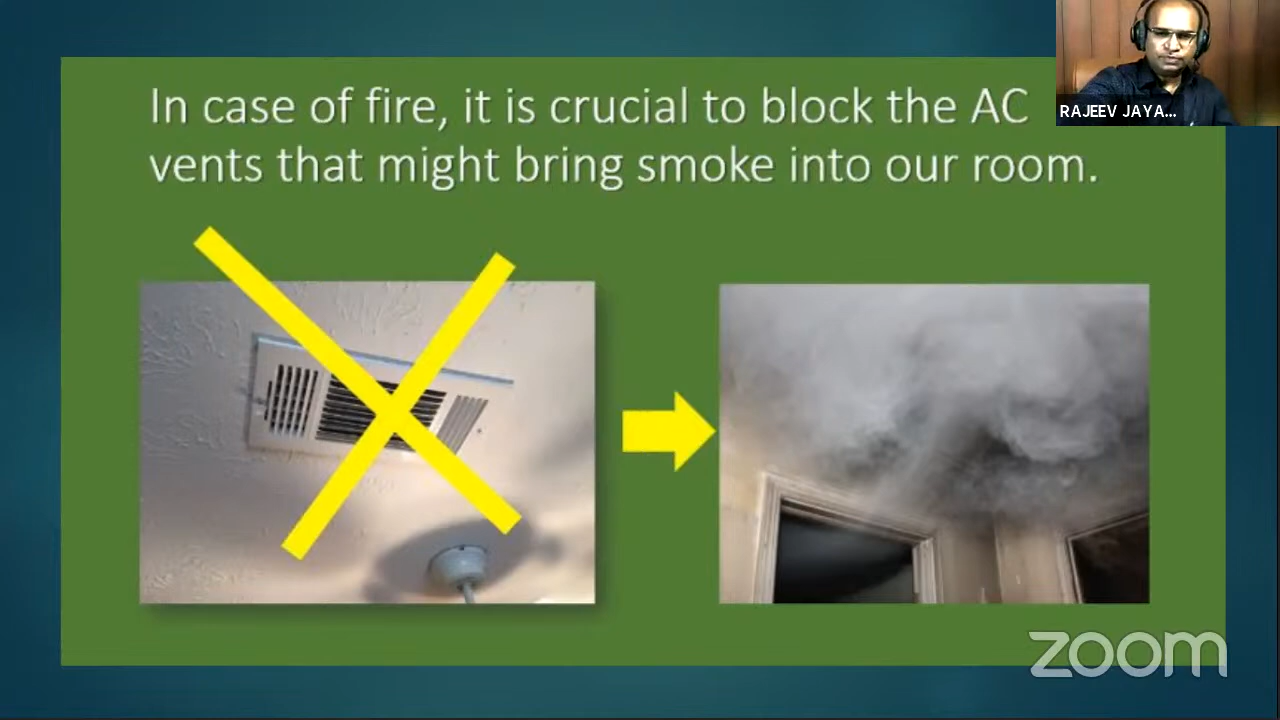 In case of fire, it is crucial to block the AC
vents that might bring smoke into our room.
RAJEEV JAYA...
zoom